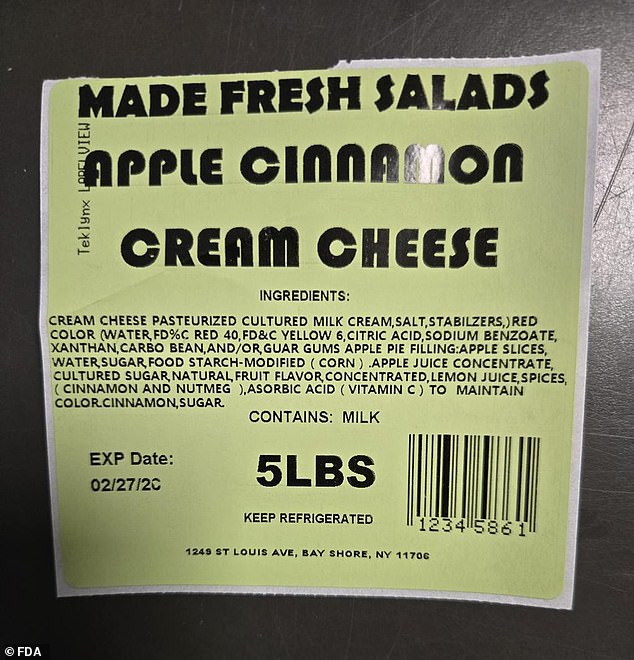 MADE FRESH SALADS
APPLE CINNAMON
CREAM CHEESE
Teklynx LABELVIEW
INGREDIENTS:
CREAM CHEESE PASTEURIZED CULTURED MILK CREAM,SALT,STABILZERS,)RED
COLOR (WATER,FD%C RED 40,FD&C YELLOW 6,CITRIC ACID,SODIUM BENZOATE,
XANTHAN,CARBO BEAN,AND/OR,GUAR GUMS APPLE PIE FILLING:APPLE SLICES,
WATER,SUGAR,FOOD STARCH-MODIFIED ( CORN ) .APPLE JUICE CONCENTRATE,
CULTURED SUGAR,NATURAL,FRUIT FLAVOR,CONCENTRATED,LEMON JUICE,SPICES,
( CINNAMON AND NUTMEG ),ASORBIC ACID ( VITAMIN C ) TO MAINTAIN
COLOR.CINNAMON,SUGAR.
CONTAINS: MILK
EXP Date:
02/27/
5LBS
KEEP REFRIGERATED
1234 5861
1249 ST LOUIS AVE, BAY SHORE, NY 11706
© FDA